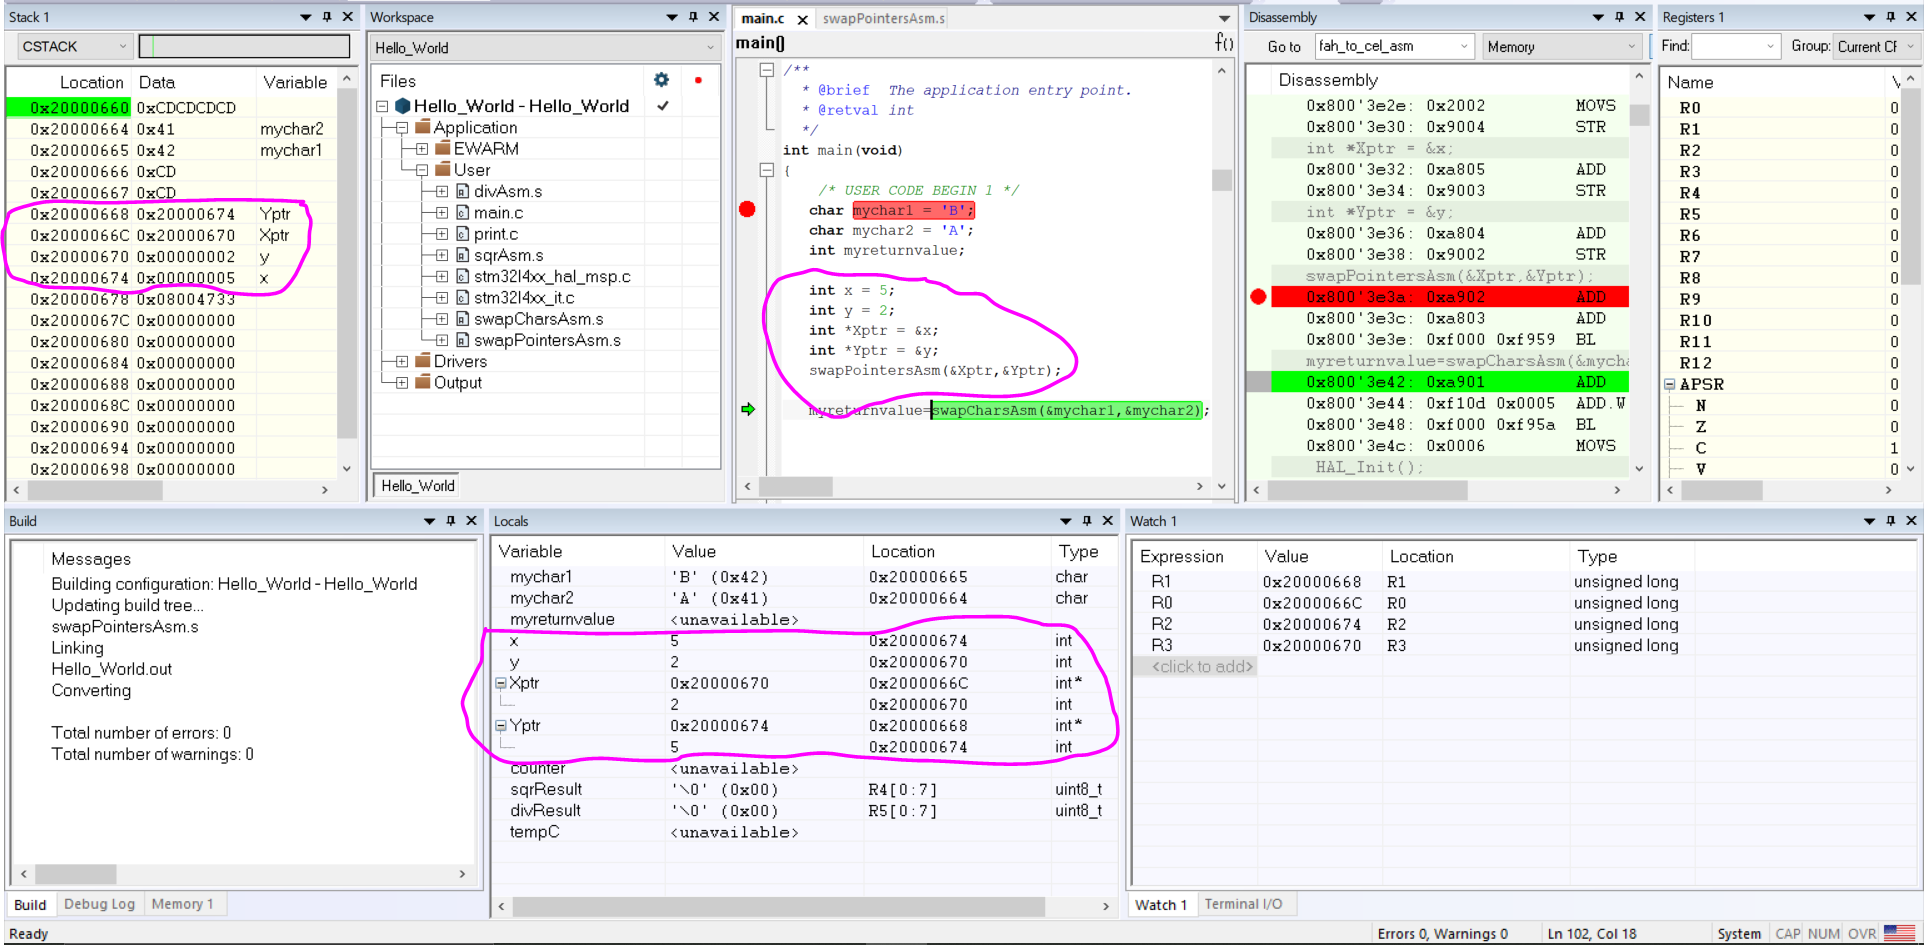 Stack 1
CSTACK
Location Data Variable
0x20000660 0xCDCDCDCD
0x20000664 0x41 mychar2
0x20000665 0x42 mychar1
0x20000666 0xCD
0x20000667 0xCD
0x20000668 0x20000674 Yptr
0x2000066C 0x20000670 Xptr
0x20000670 0x00000002 y
0x20000674 0x00000005 x
0x20000678 0x08004733
0x2000067C 0x00000000
0x20000680 0x00000000
0x20000684 0x00000000
0x20000688 0x00000000
0x2000068C 0x00000000
0x20000690 0x00000000
0x20000694 0x00000000
0x20000698 0x00000000
Workspace
Hello_World
Files
Hello_World - Hello_World
Application
EWARM
User
divAsm.s
main.c
print.c
sqrAsm.s
stm32l4xx_hal_msp.c
stm32l4xx_it.c
swapCharsAsm.s
swapPointersAsm.s
Drivers
Output
Hello_World
main.c swapPointersAsm.s
main() f()
/**
* @brief The application entry point.
* @retval int
*/
int main(void)
{
/* USER CODE BEGIN 1 */
char mychar1 = 'B';
char mychar2 = 'A';
int myreturnvalue;
int x = 5;
int y = 2;
int *Xptr = &x;
int *Yptr = &y;
swapPointersAsm(&Xptr,&Yptr);
myreturnvalue=swapCharsAsm(&mychar1,&mychar2);
Disassembly
Go to fah_to_cel_asm Memory
Disassembly
0x800'3e2e: 0x2002 MOVS
0x800'3e30: 0x9004 STR
int *Xptr = &x;
0x800'3e32: 0xa805 ADD
0x800'3e34: 0x9003 STR
int *Yptr = &y;
0x800'3e36: 0xa804 ADD
0x800'3e38: 0x9002 STR
swapPointersAsm(&Xptr,&Yptr);
0x800'3e3a: 0xa902 ADD
0x800'3e3c: 0xa803 ADD
0x800'3e3e: 0xf000 0xf959 BL
myreturnvalue=swapCharsAsm(&mycha
0x800'3e42: 0xa901 ADD
0x800'3e44: 0xf10d 0x0005 ADD.W
0x800'3e48: 0xf000 0xf95a BL
0x800'3e4c: 0x0006 MOVS
HAL_Init();
Registers 1
Find: Group: Current CF
Name V
R0 0
R1 0
R2 0
R3 0
R4 0
R5 0
R6 0
R7 0
R8 0
R9 0
R10 0
R11 0
R12 0
APSR 0
N 0
Z 0
C 1
V 0
Build
Messages
Building configuration: Hello_World - Hello_World
Updating build tree...
swapPointersAsm.s
Linking
Hello_World.out
Converting
Total number of errors: 0
Total number of warnings: 0
Build Debug Log Memory 1
Locals
Variable Value Location Type
mychar1 'B' (0x42) 0x20000665 char
mychar2 'A' (0x41) 0x20000664 char
myreturnvalue <unavailable>
x 5 0x20000674 int
y 2 0x20000670 int
Xptr 0x20000670 0x2000066C int*
2 0x20000670 int
Yptr 0x20000674 0x20000668 int*
5 0x20000674 int
counter <unavailable>
sqrResult '\0' (0x00) R4[0:7] uint8_t
divResult '\0' (0x00) R5[0:7] uint8_t
tempC <unavailable>
Watch 1
Expression Value Location Type
R1 0x20000668 R1 unsigned long
R0 0x2000066C R0 unsigned long
R2 0x20000674 R2 unsigned long
R3 0x20000670 R3 unsigned long
<click to add>
Watch 1 Terminal I/O
Ready Errors 0, Warnings 0 Ln 102, Col 18 System CAP NUM OVR